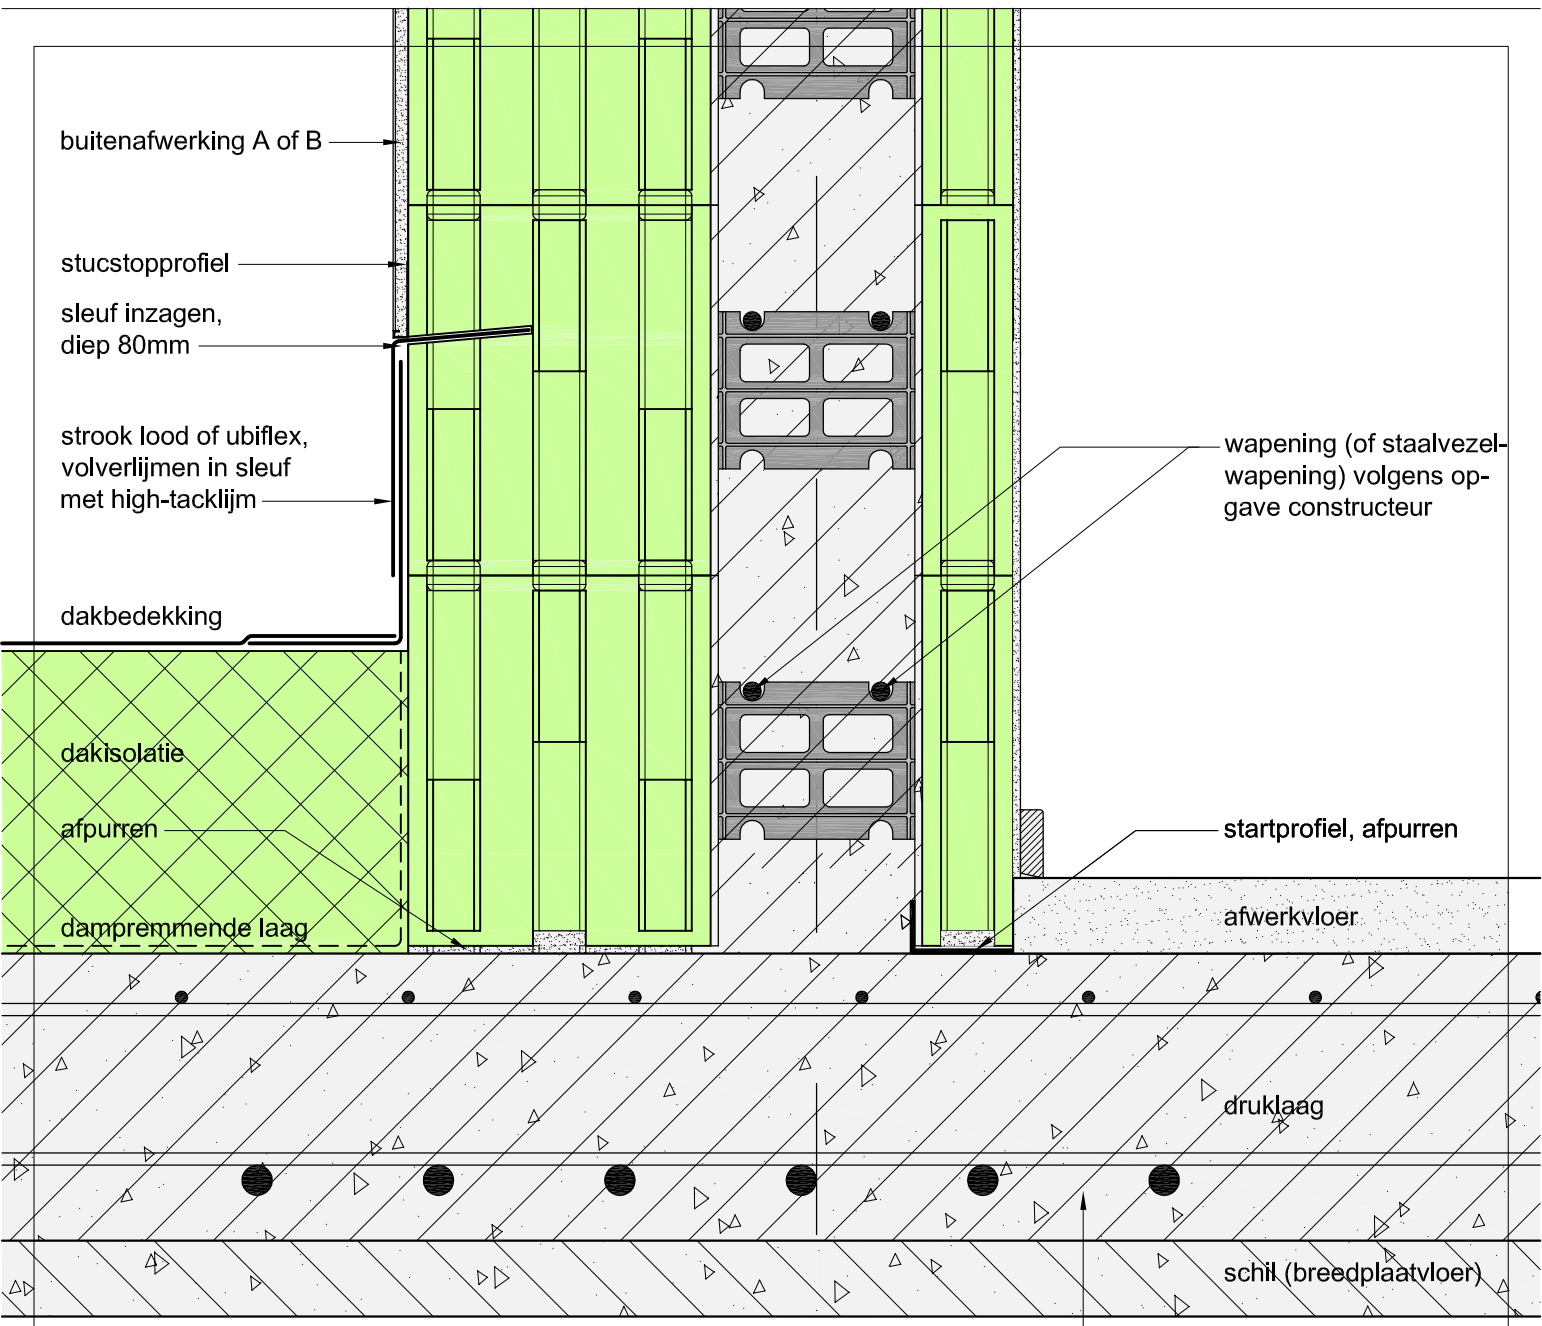 buitenafwerking A of B
stucstopprofiel
sleuf inzagen,
diep 80mm
strook lood of ubiflex,
volverlijmen in sleuf
met high-tacklijm
dakbedekking
dakisolatie
afpurren
dampremmende laag
wapening (of staalvezel-
wapening) volgens op-
gave constructeur
startprofiel, afpurren
afwerkvloer
druklaag
schil (breedplaatvloer)